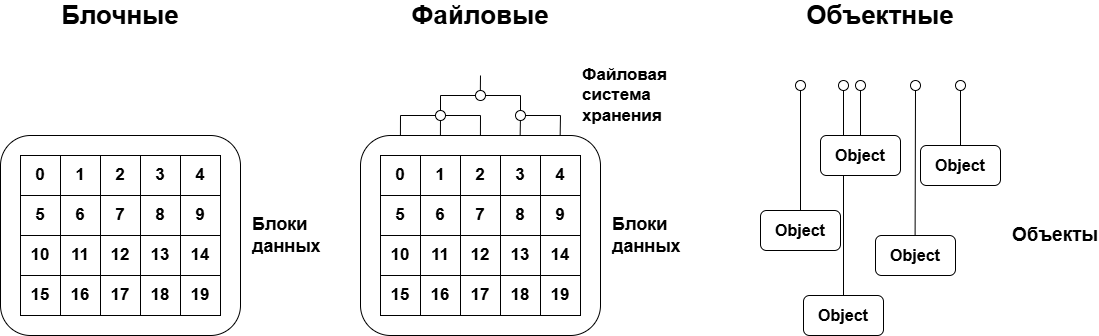 Блочные
0 1 2 3 4
5 6 7 8 9
10 11 12 13 14
15 16 17 18 19
Блоки
данных
Файловые
Файловая
система
хранения
0 1 2 3 4
5 6 7 8 9
10 11 12 13 14
15 16 17 18 19
Блоки
данных
Объектные
Object
Object
Object
Object
Object
Объекты